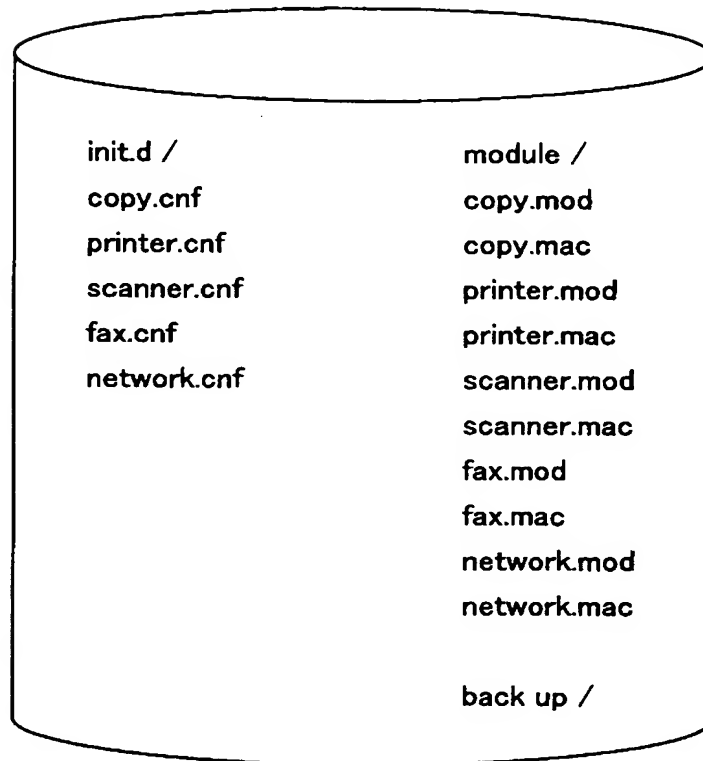 init.d /
copy.cnf
printer.cnf
scanner.cnf
fax.cnf
network.cnf
module /
copy.mod
copy.mac
printer.mod
printer.mac
scanner.mod
scanner.mac
fax.mod
fax.mac
network.mod
network.mac
back up /